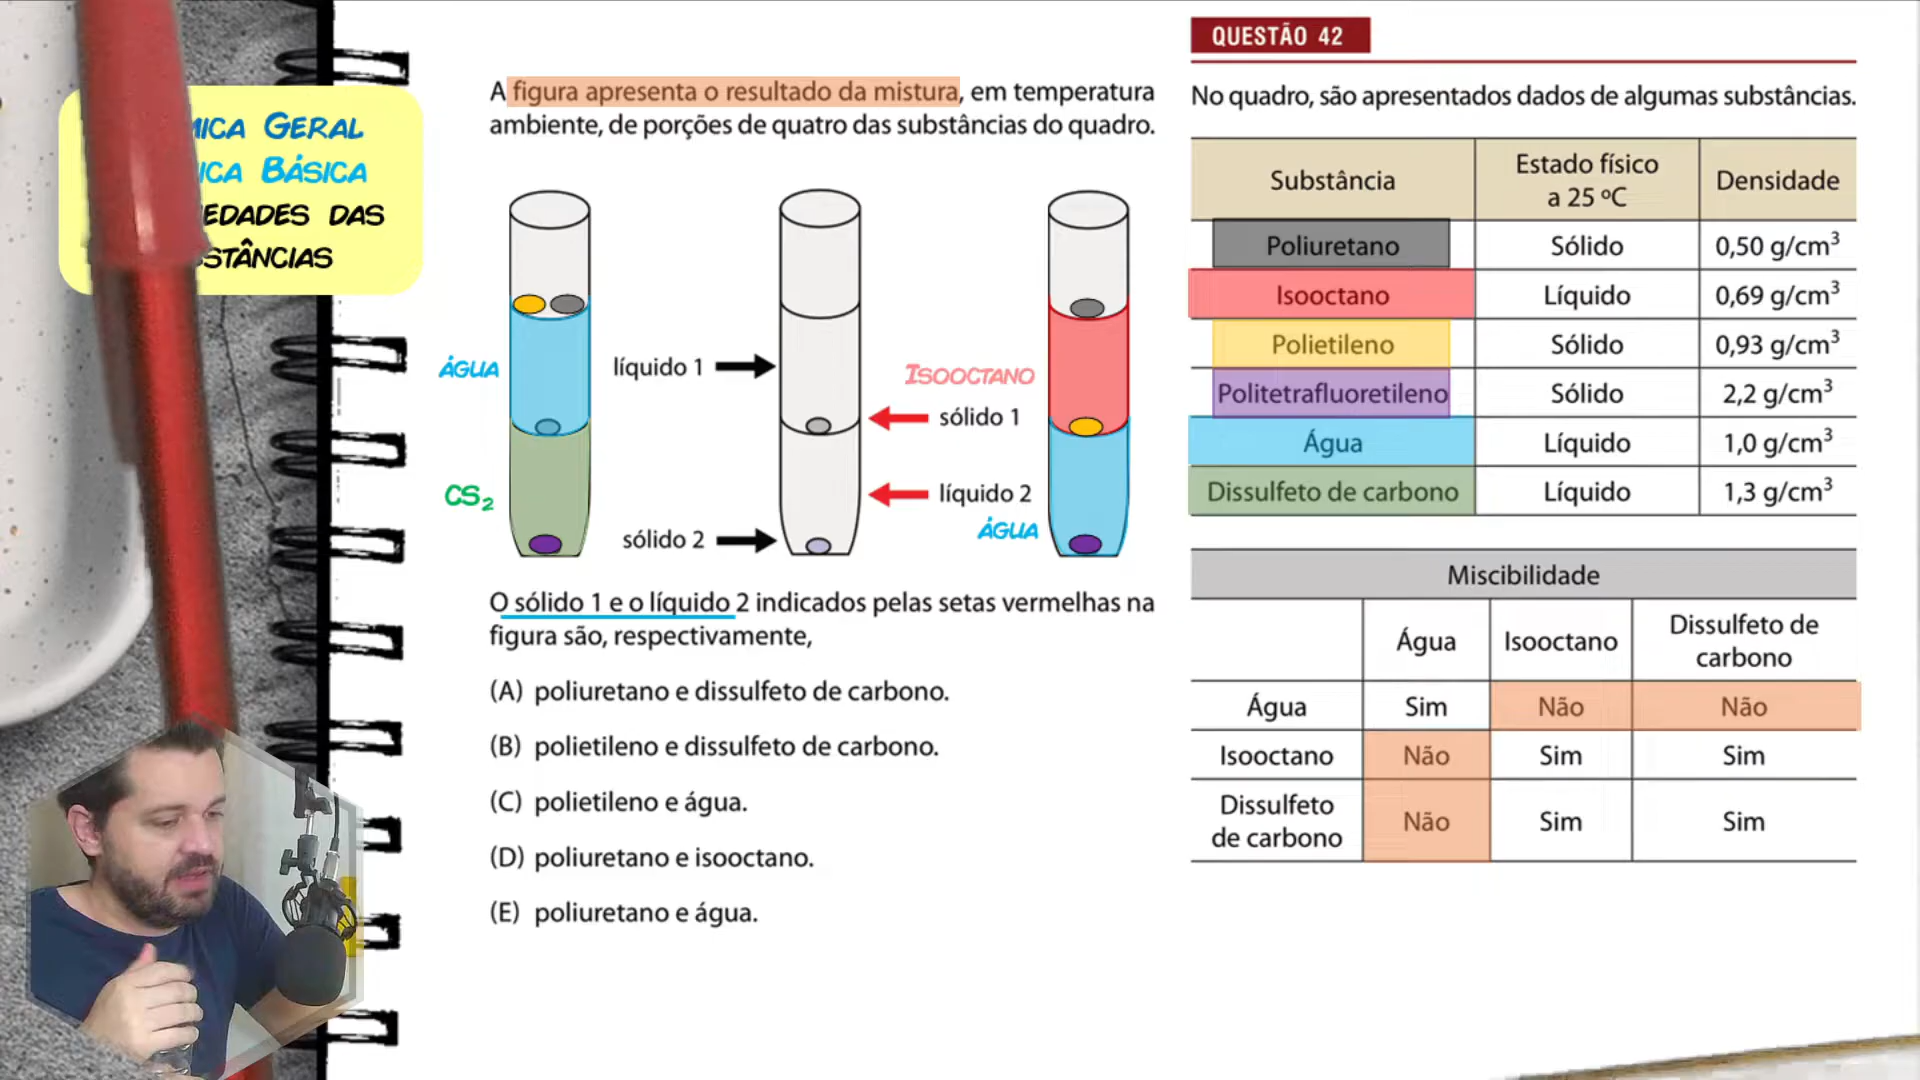 MICA GERAL
ICA BÁSICA
EDADES DAS
STÂNCIAS
A figura apresenta o resultado da mistura, em temperatura
ambiente, de porções de quatro das substâncias do quadro.
ÁGUA
CS2
líquido 1
sólido 2
ISOOCTANO
sólido 1
líquido 2
ÁGUA
O sólido 1 e o líquido 2 indicados pelas setas vermelhas na
figura são, respectivamente,
(A) poliuretano e dissulfeto de carbono.
(B) polietileno e dissulfeto de carbono.
(C) polietileno e água.
(D) poliuretano e isooctano.
(E) poliuretano e água.
QUESTÃO 42
No quadro, são apresentados dados de algumas substâncias.
Substância Estado físico a 25 ºC Densidade
Poliuretano Sólido 0,50 g/cm³
Isooctano Líquido 0,69 g/cm³
Polietileno Sólido 0,93 g/cm³
Politetrafluoretileno Sólido 2,2 g/cm³
Água Líquido 1,0 g/cm³
Dissulfeto de carbono Líquido 1,3 g/cm³
Miscibilidade
Água Isooctano Dissulfeto de carbono
Água Sim Não Não
Isooctano Não Sim Sim
Dissulfeto de carbono Não Sim Sim